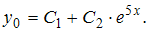 y₀ = C₁ + C₂ · e⁵ˣ.